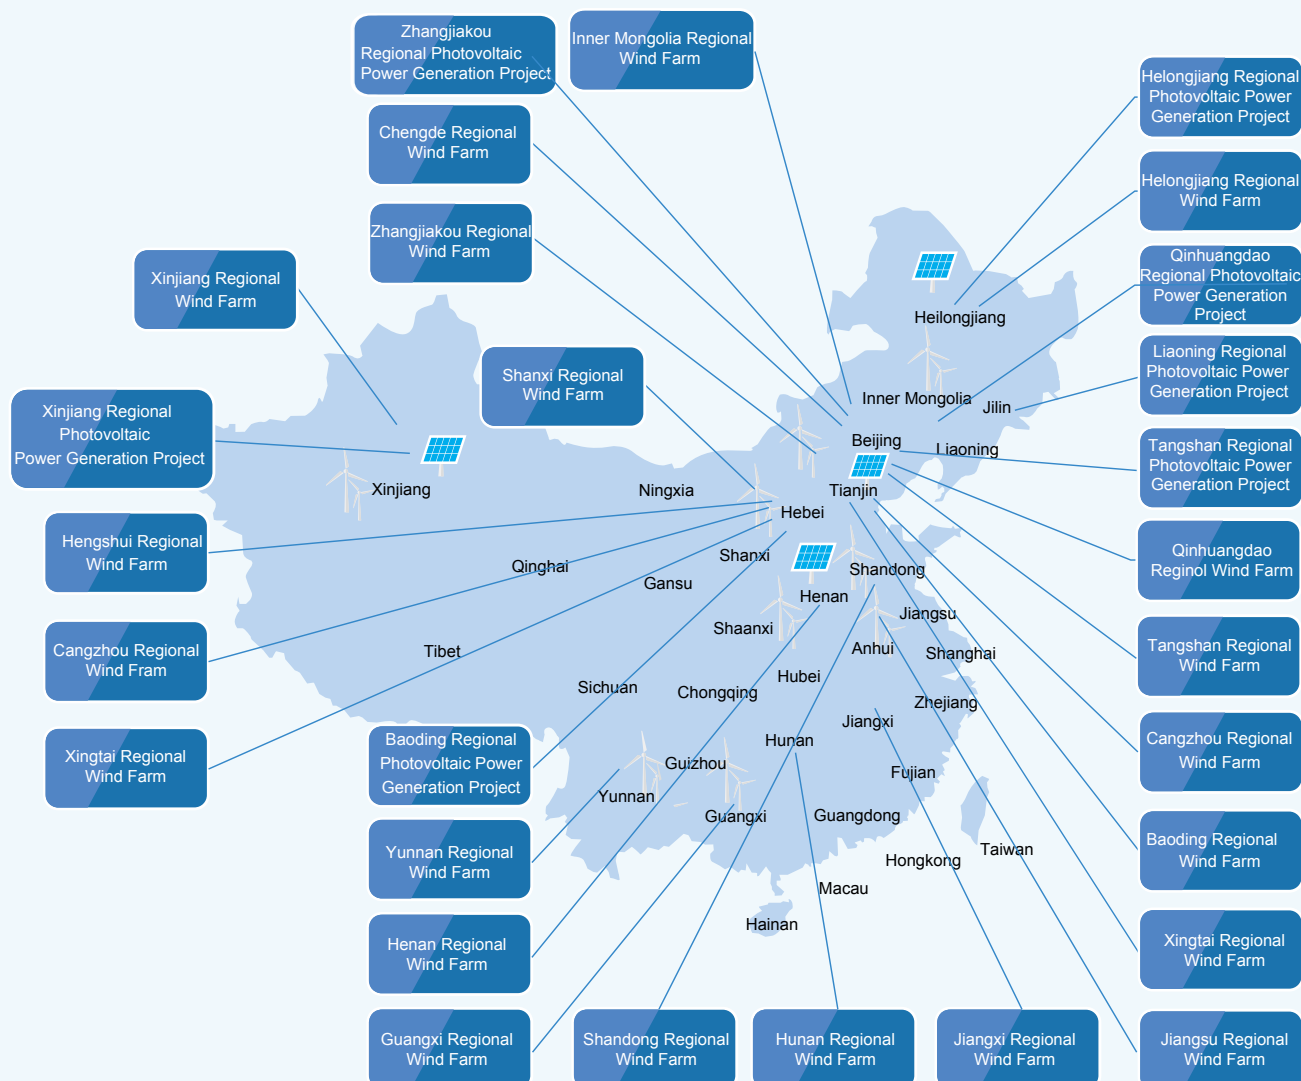 Zhangjiakou
Regional Photovoltaic
Power Generation Project
Inner Mongolia Regional
Wind Farm
Helongjiang Regional
Photovoltaic Power
Generation Project
Chengde Regional
Wind Farm
Helongjiang Regional
Wind Farm
Zhangjiakou Regional
Wind Farm
Xinjiang Regional
Wind Farm
Qinhuangdao
Regional Photovoltaic
Power Generation
Project
Heilongjiang
Shanxi Regional
Wind Farm
Liaoning Regional
Photovoltaic Power
Generation Project
Inner Mongolia
Jilin
Xinjiang Regional
Photovoltaic
Power Generation Project
Beijing
Liaoning
Tangshan Regional
Photovoltaic Power
Generation Project
Xinjiang
Ningxia
Tianjin
Hebei
Hengshui Regional
Wind Farm
Qinhuangdao
Reginol Wind Farm
Qinghai
Shanxi
Gansu
Shandong
Henan
Jiangsu
Shaanxi
Cangzhou Regional
Wind Fram
Tibet
Anhui
Shanghai
Tangshan Regional
Wind Farm
Sichuan
Chongqing
Hubei
Zhejiang
Jiangxi
Xingtai Regional
Wind Farm
Baoding Regional
Photovoltaic Power
Generation Project
Hunan
Guizhou
Fujian
Cangzhou Regional
Wind Farm
Yunnan
Guangxi
Guangdong
Yunnan Regional
Wind Farm
Hongkong
Taiwan
Baoding Regional
Wind Farm
Macau
Hainan
Henan Regional
Wind Farm
Xingtai Regional
Wind Farm
Guangxi Regional
Wind Farm
Shandong Regional
Wind Farm
Hunan Regional
Wind Farm
Jiangxi Regional
Wind Farm
Jiangsu Regional
Wind Farm